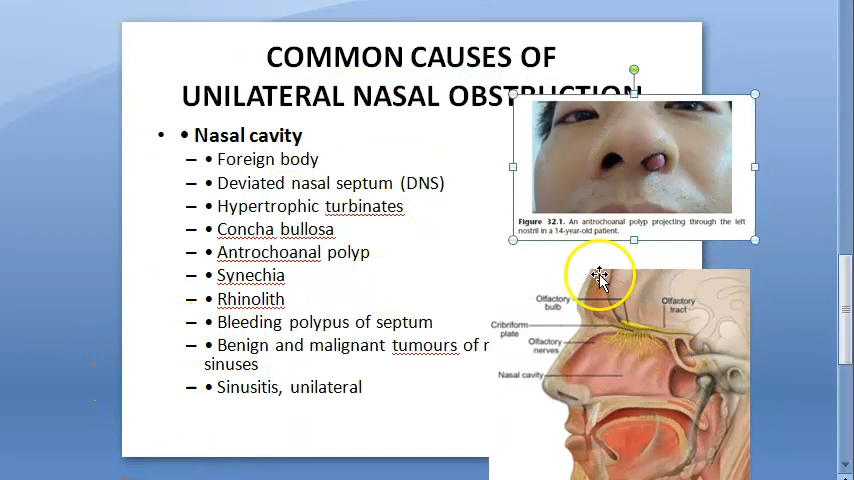 COMMON CAUSES OF
UNILATERAL NASAL OBSTRUCTION
• • Nasal cavity
– • Foreign body
– • Deviated nasal septum (DNS)
– • Hypertrophic turbinates
– • Concha bullosa
– • Antrochoanal polyp
– • Synechia
– • Rhinolith
– • Bleeding polypus of septum
– • Benign and malignant tumours of
sinuses
– • Sinusitis, unilateral
Figure 32.1. An antrochoanal polyp projecting through the left
nostril in a 14-year-old patient.
Olfactory
bulb
Olfactory
tract
Cribriform
plate
Olfactory
nerves
Nasal cavity